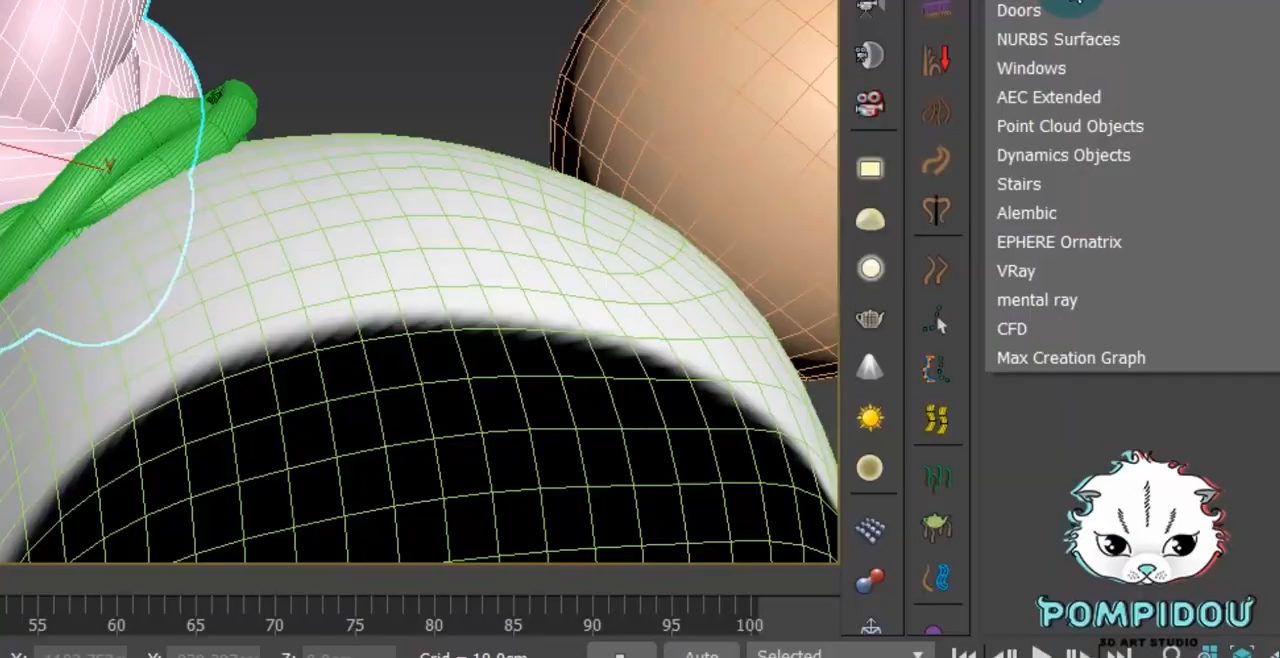 Doors
NURBS Surfaces
Windows
AEC Extended
Point Cloud Objects
Dynamics Objects
Stairs
Alembic
EPHERE Ornatrix
VRay
mental ray
CFD
Max Creation Graph
Y
POMPIDOU
3D ART STUDIO
55 60 65 70 75 80 85 90 95 100
X: Y: Z: Grid = 10.0cm Auto Selected